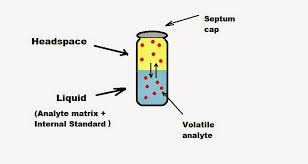 Septum
cap
Headspace
Liquid
(Analyte matrix +
Internal Standard )
Volatile
analyte